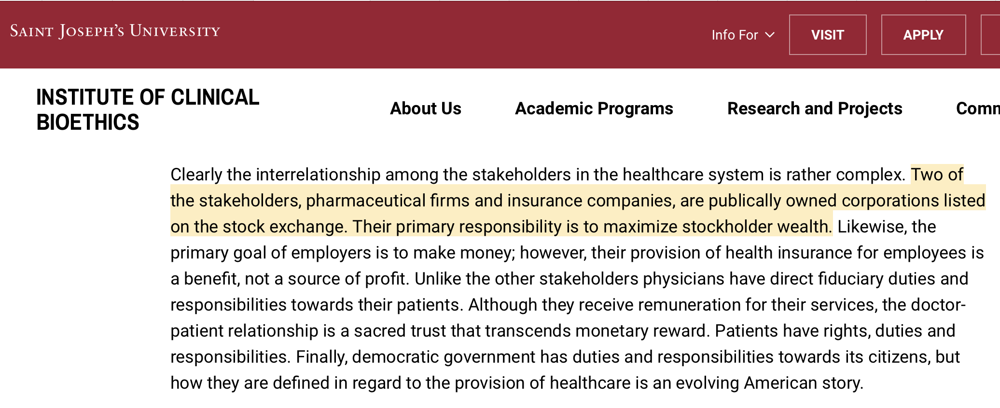 Saint Joseph's University
Info For
VISIT
APPLY
INSTITUTE OF CLINICAL
BIOETHICS
About Us
Academic Programs
Research and Projects
Clearly the interrelationship among the stakeholders in the healthcare system is rather complex. Two of
the stakeholders, pharmaceutical firms and insurance companies, are publically owned corporations listed
on the stock exchange. Their primary responsibility is to maximize stockholder wealth. Likewise, the
primary goal of employers is to make money; however, their provision of health insurance for employees is
a benefit, not a source of profit. Unlike the other stakeholders physicians have direct fiduciary duties and
responsibilities towards their patients. Although they receive remuneration for their services, the doctor-
patient relationship is a sacred trust that transcends monetary reward. Patients have rights, duties and
responsibilities. Finally, democratic government has duties and responsibilities towards its citizens, but
how they are defined in regard to the provision of healthcare is an evolving American story.